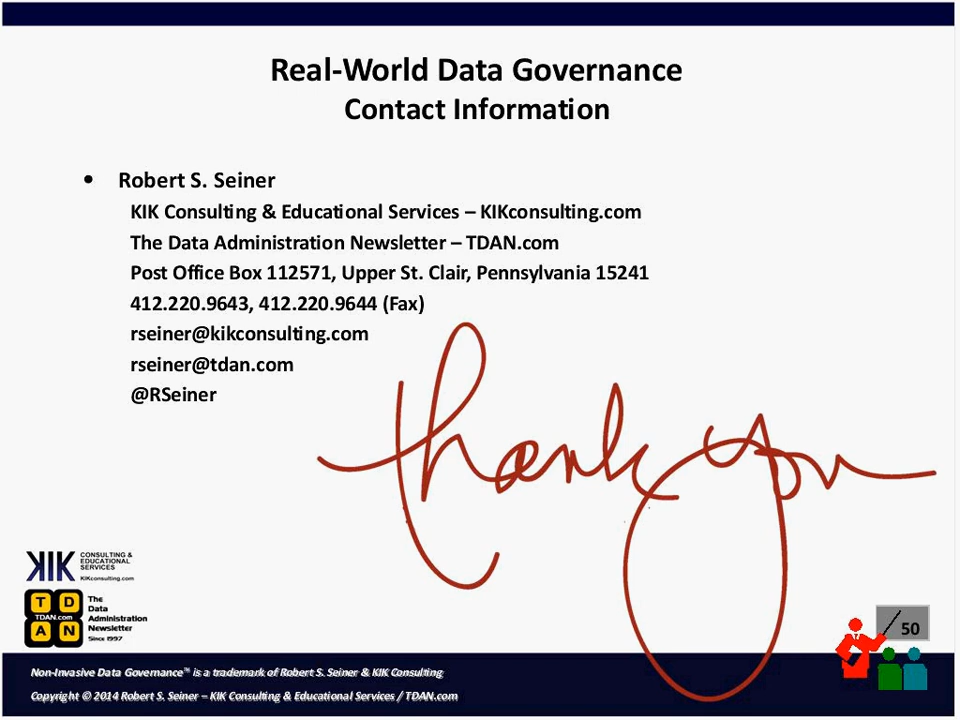 Real-World Data Governance
Contact Information
• Robert S. Seiner
KIK Consulting & Educational Services – KIKconsulting.com
The Data Administration Newsletter – TDAN.com
Post Office Box 112571, Upper St. Clair, Pennsylvania 15241
412.220.9643, 412.220.9644 (Fax)
rseiner@kikconsulting.com
rseiner@tdan.com
@RSeiner
Thank you
KIK CONSULTING &
EDUCATIONAL
SERVICES
KIKconsulting.com
T D
TDAN.com
A N
The
Data
Administration
Newsletter
Since 1997
50
Non-Invasive Data Governance™ is a trademark of Robert S. Seiner & KIK Consulting
Copyright © 2014 Robert S. Seiner – KIK Consulting & Educational Services / TDAN.com